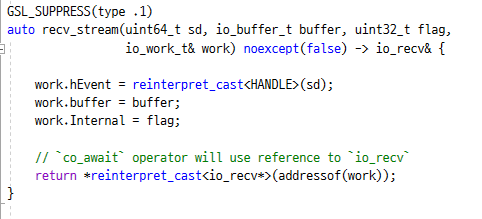 GSL_SUPPRESS(type .1)
auto recv_stream(uint64_t sd, io_buffer_t buffer, uint32_t flag,
io_work_t& work) noexcept(false) -> io_recv& {
work.hEvent = reinterpret_cast<HANDLE>(sd);
work.buffer = buffer;
work.Internal = flag;
// `co_await` operator will use reference to `io_recv`
return *reinterpret_cast<io_recv*>(addressof(work));
}